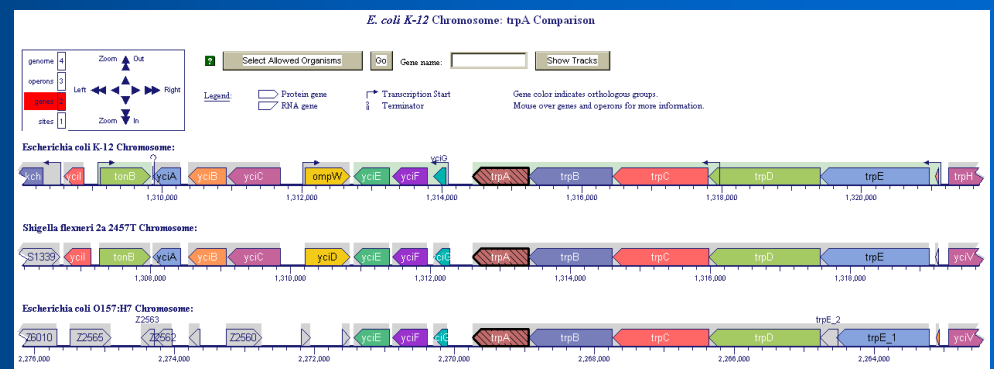 E. coli K-12 Chromosome: trpA Comparison
genome 4 Zoom Out
operons 3 Left Right
genes 2
sites 1 Zoom In
? Select Allowed Organisms Go Gene name: Show Tracks
Legend: Protein gene Transcription Start Gene color indicates orthologous groups.
RNA gene Terminator Mouse over genes and operons for more information.
Escherichia coli K-12 Chromosome:
yciG
kch yciI tonB yciA yciB yciC ompW yciE yciF trpA trpB trpC trpD trpE trpH
1,310,000 1,312,000 1,314,000 1,316,000 1,318,000 1,320,000
Shigella flexneri 2a 2457T Chromosome:
S1339 yciI tonB yciA yciB yciC yciD yciE yciF yciG trpA trpB trpC trpD trpE yciV
1,308,000 1,310,000 1,312,000 1,314,000 1,316,000 1,318,000
Escherichia coli O157:H7 Chromosome:
Z2563 trpE_2
Z6010 Z2565 Z2562 Z2560 yciE yciF yciG trpA trpB trpC trpD trpE_1 yciV
2,276,000 2,274,000 2,272,000 2,270,000 2,268,000 2,266,000 2,264,000